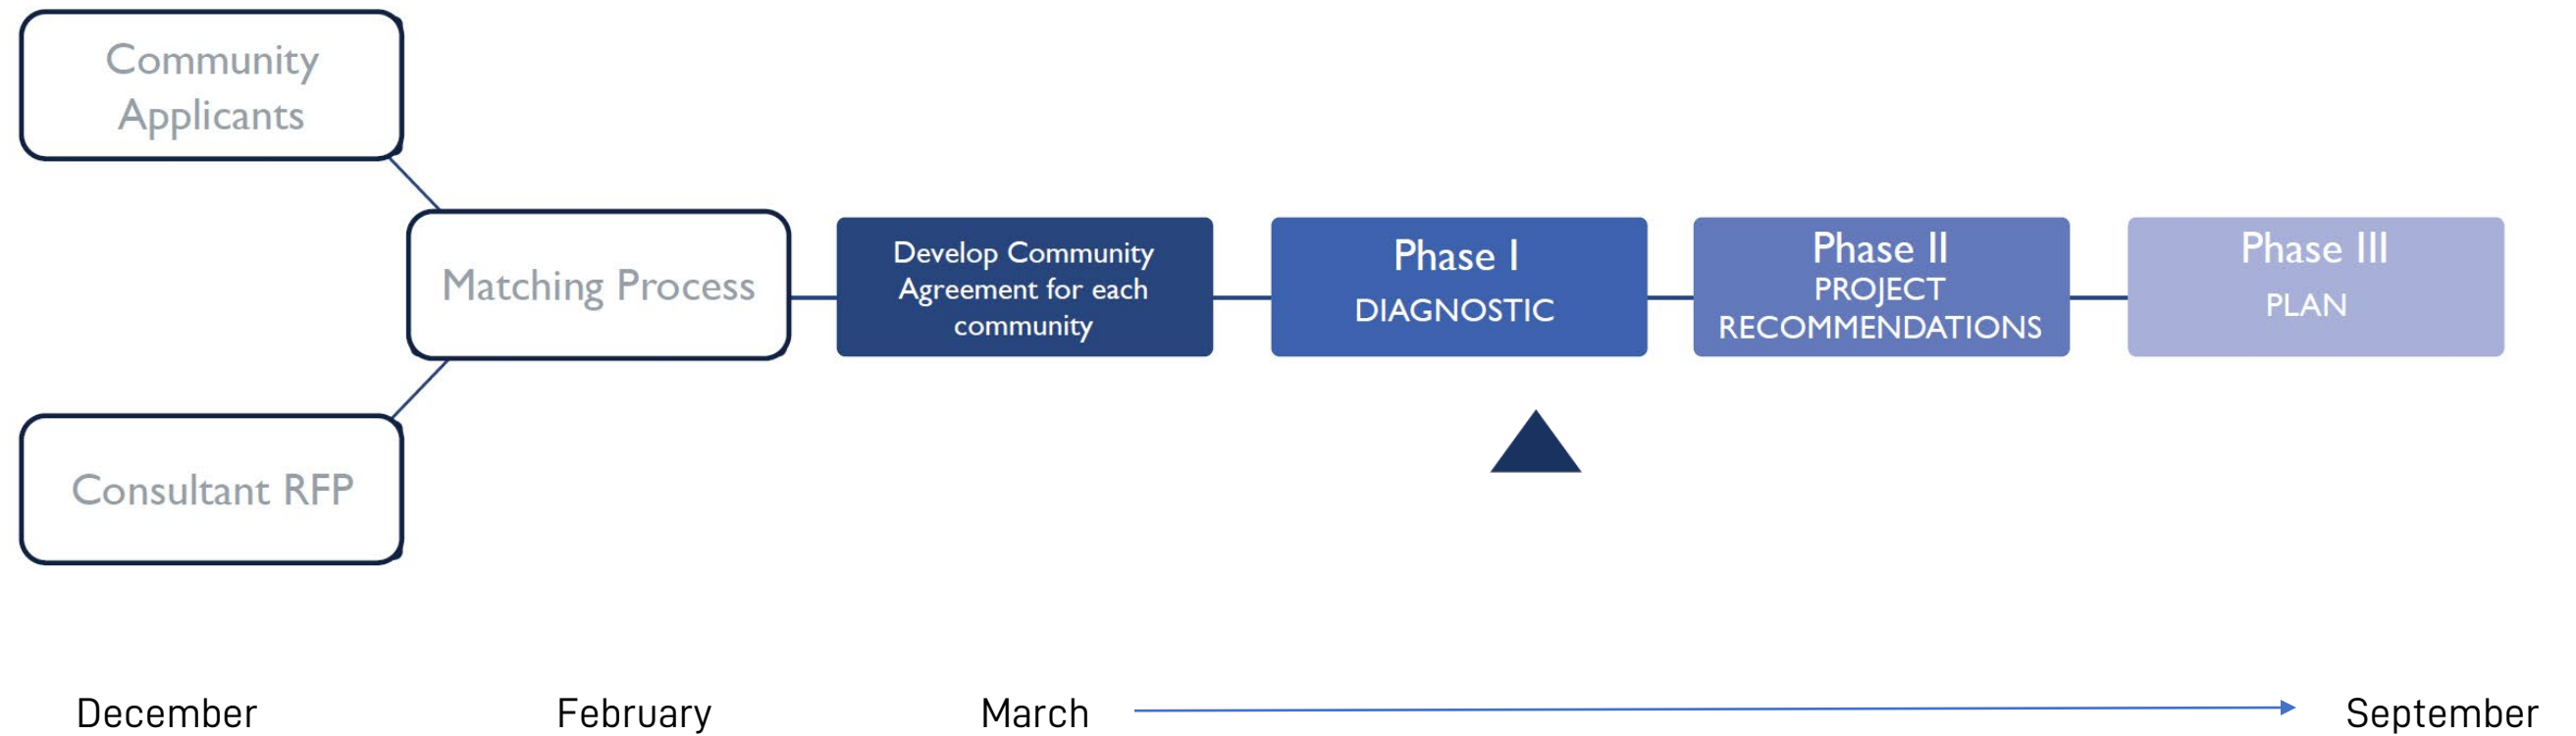 Community
Applicants
Matching Process
Consultant RFP
Develop Community
Agreement for each
community
Phase I
DIAGNOSTIC
Phase II
PROJECT
RECOMMENDATIONS
Phase III
PLAN
December
February
March
September